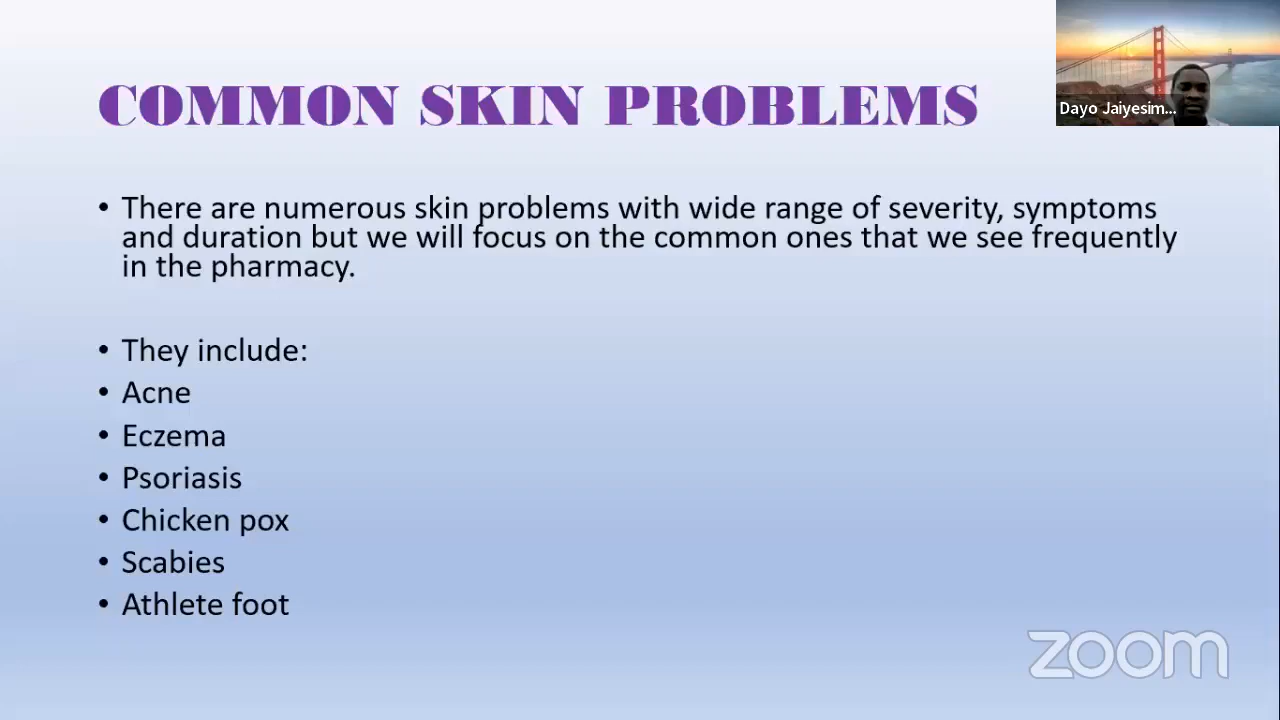 COMMON SKIN PROBLEMS
Dayo Jaiyesim...
• There are numerous skin problems with wide range of severity, symptoms
and duration but we will focus on the common ones that we see frequently
in the pharmacy.
• They include:
• Acne
• Eczema
• Psoriasis
• Chicken pox
• Scabies
• Athlete foot
zoom